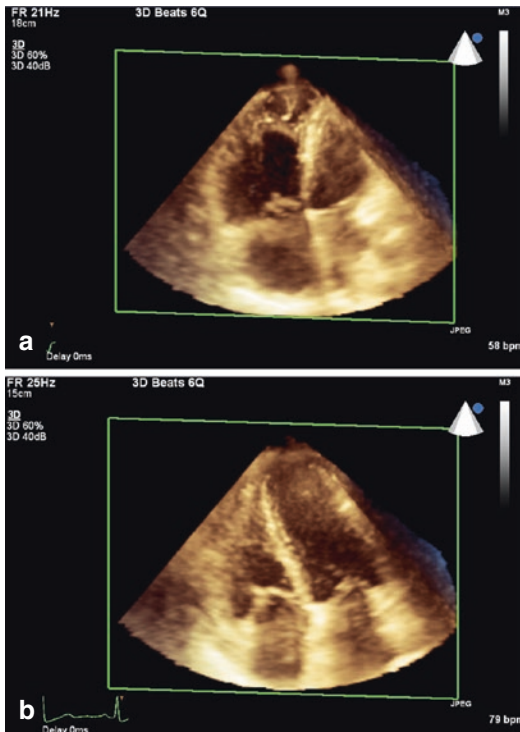 FR 21Hz 3D Beats 6Q M3
18cm
3D
3D 60%
3D 40dB
JPEG
a
Delay 0ms
58 bpm
FR 25Hz 3D Beats 6Q M3
15cm
3D
3D 60%
3D 40dB
JPEG
b
Delay 0ms
79 bpm